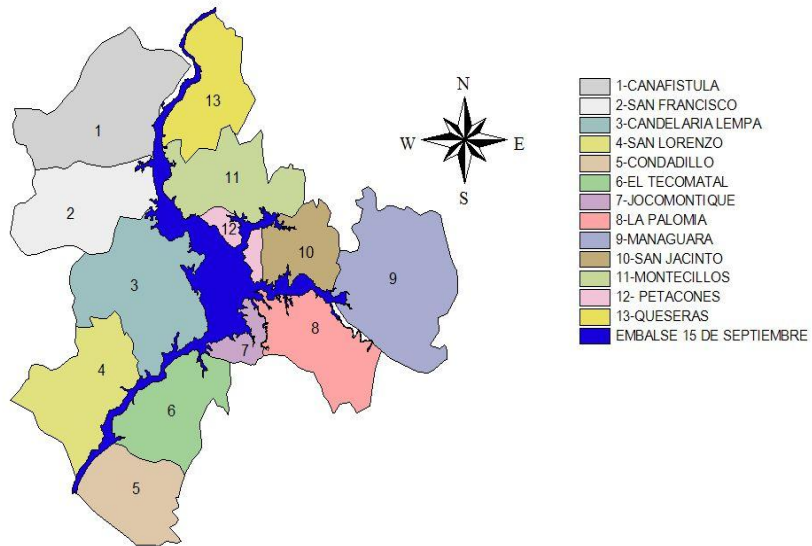 13
N
1
W
E
S
11
2
12
10
9
3
8
7
4
6
5
1-CANAFISTULA
2-SAN FRANCISCO
3-CANDELARIA LEMPA
4-SAN LORENZO
5-CONDADILLO
6-EL TECOMATAL
7-JOCOMONTIQUE
8-LA PALOMIA
9-MANAGUARA
10-SAN JACINTO
11-MONTECILLOS
12- PETACONES
13-QUESERAS
EMBALSE 15 DE SEPTIEMBRE